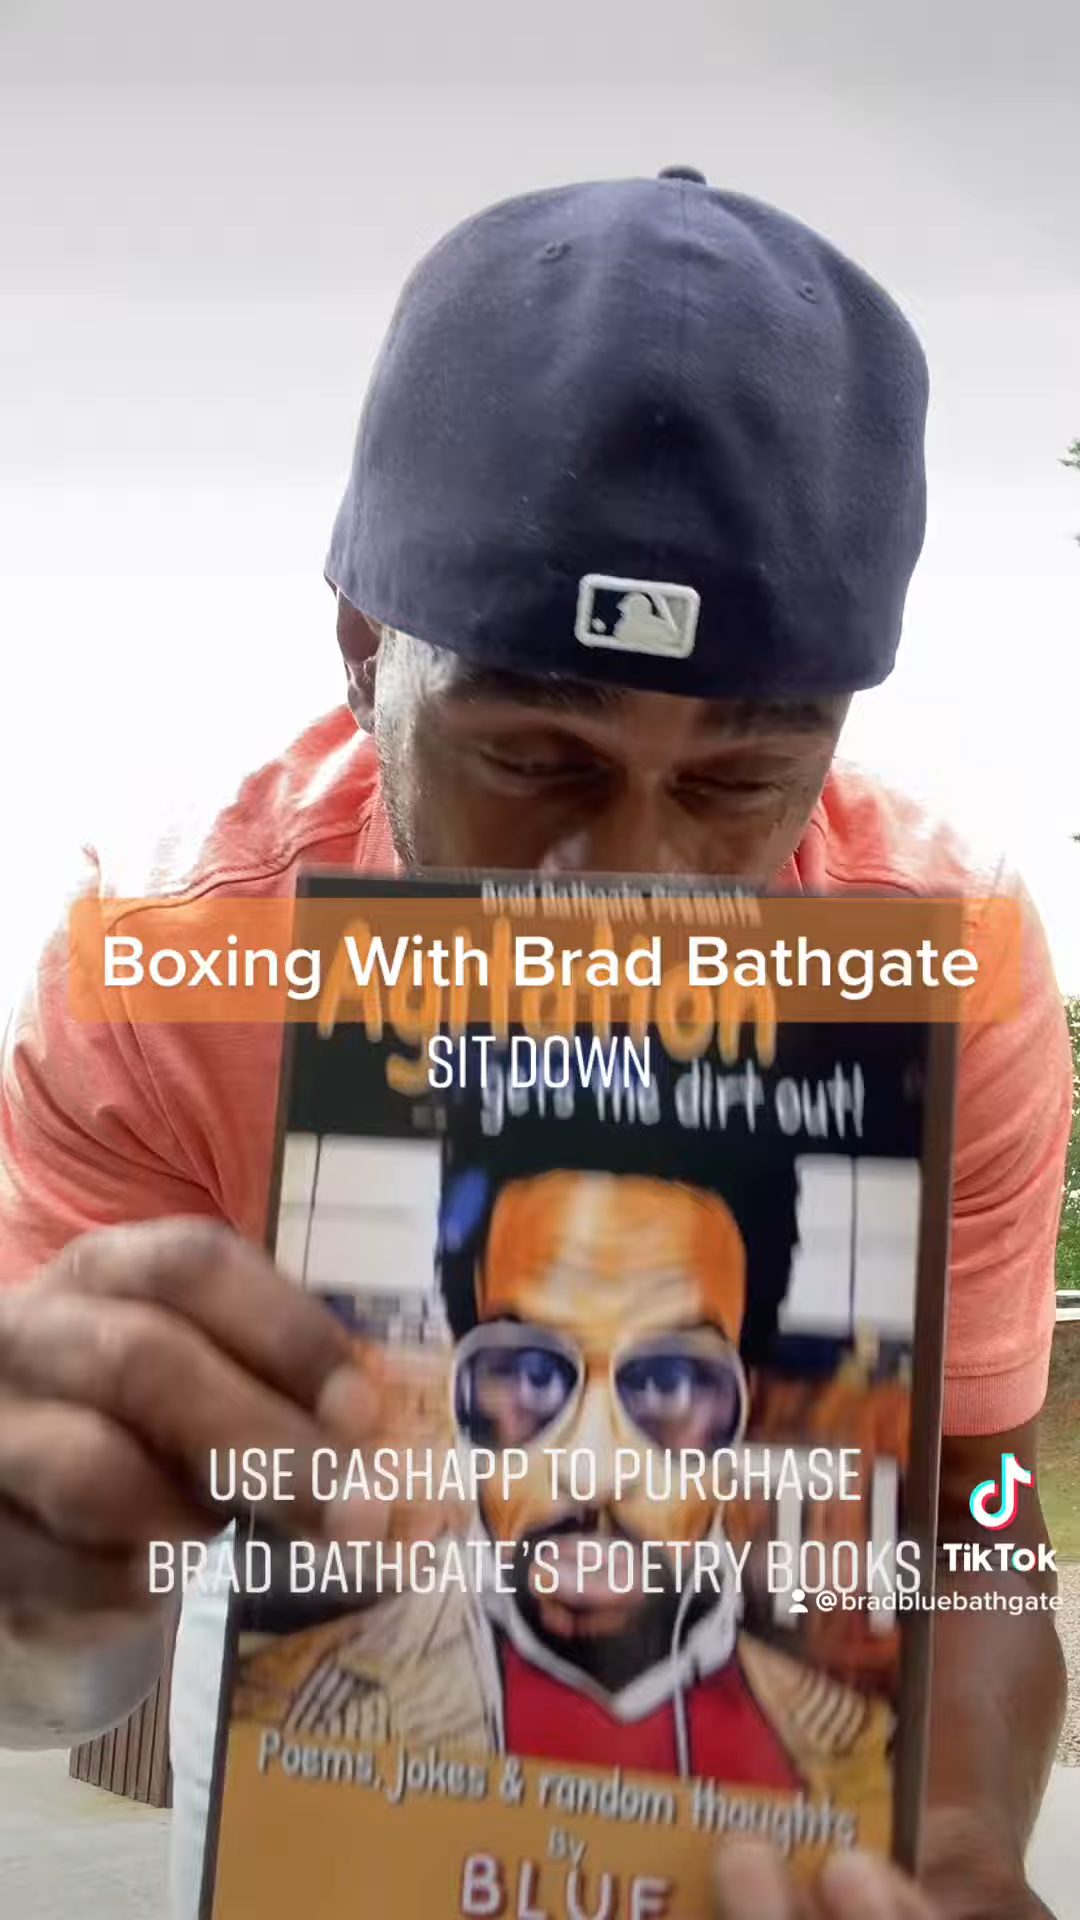 Brad Bathgate Presents
Boxing With Brad Bathgate
Agitation
SIT DOWN
gets the dirt out!
USE CASHAPP TO PURCHASE
BRAD BATHGATE'S POETRY BOOKS
TikTok
@bradbluebathgate
Poems, jokes & random thoughts
By
BLUE